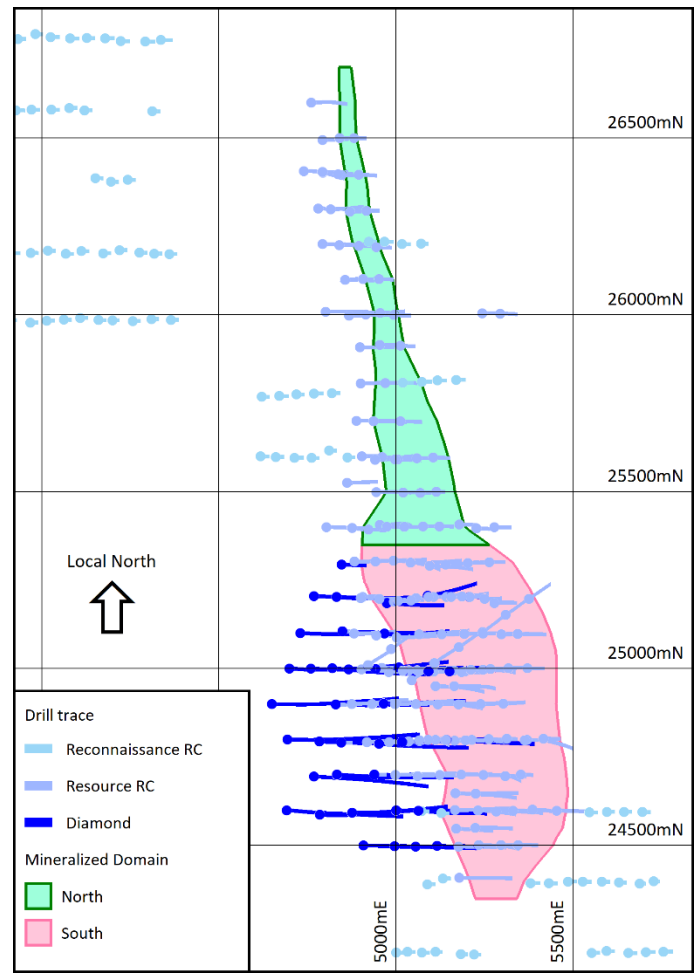 26500mN
26000mN
25500mN
Local North
25000mN
Drill trace
Reconnaissance RC
Resource RC
Diamond
24500mN
Mineralized Domain
North
South
5000mE
5500mE